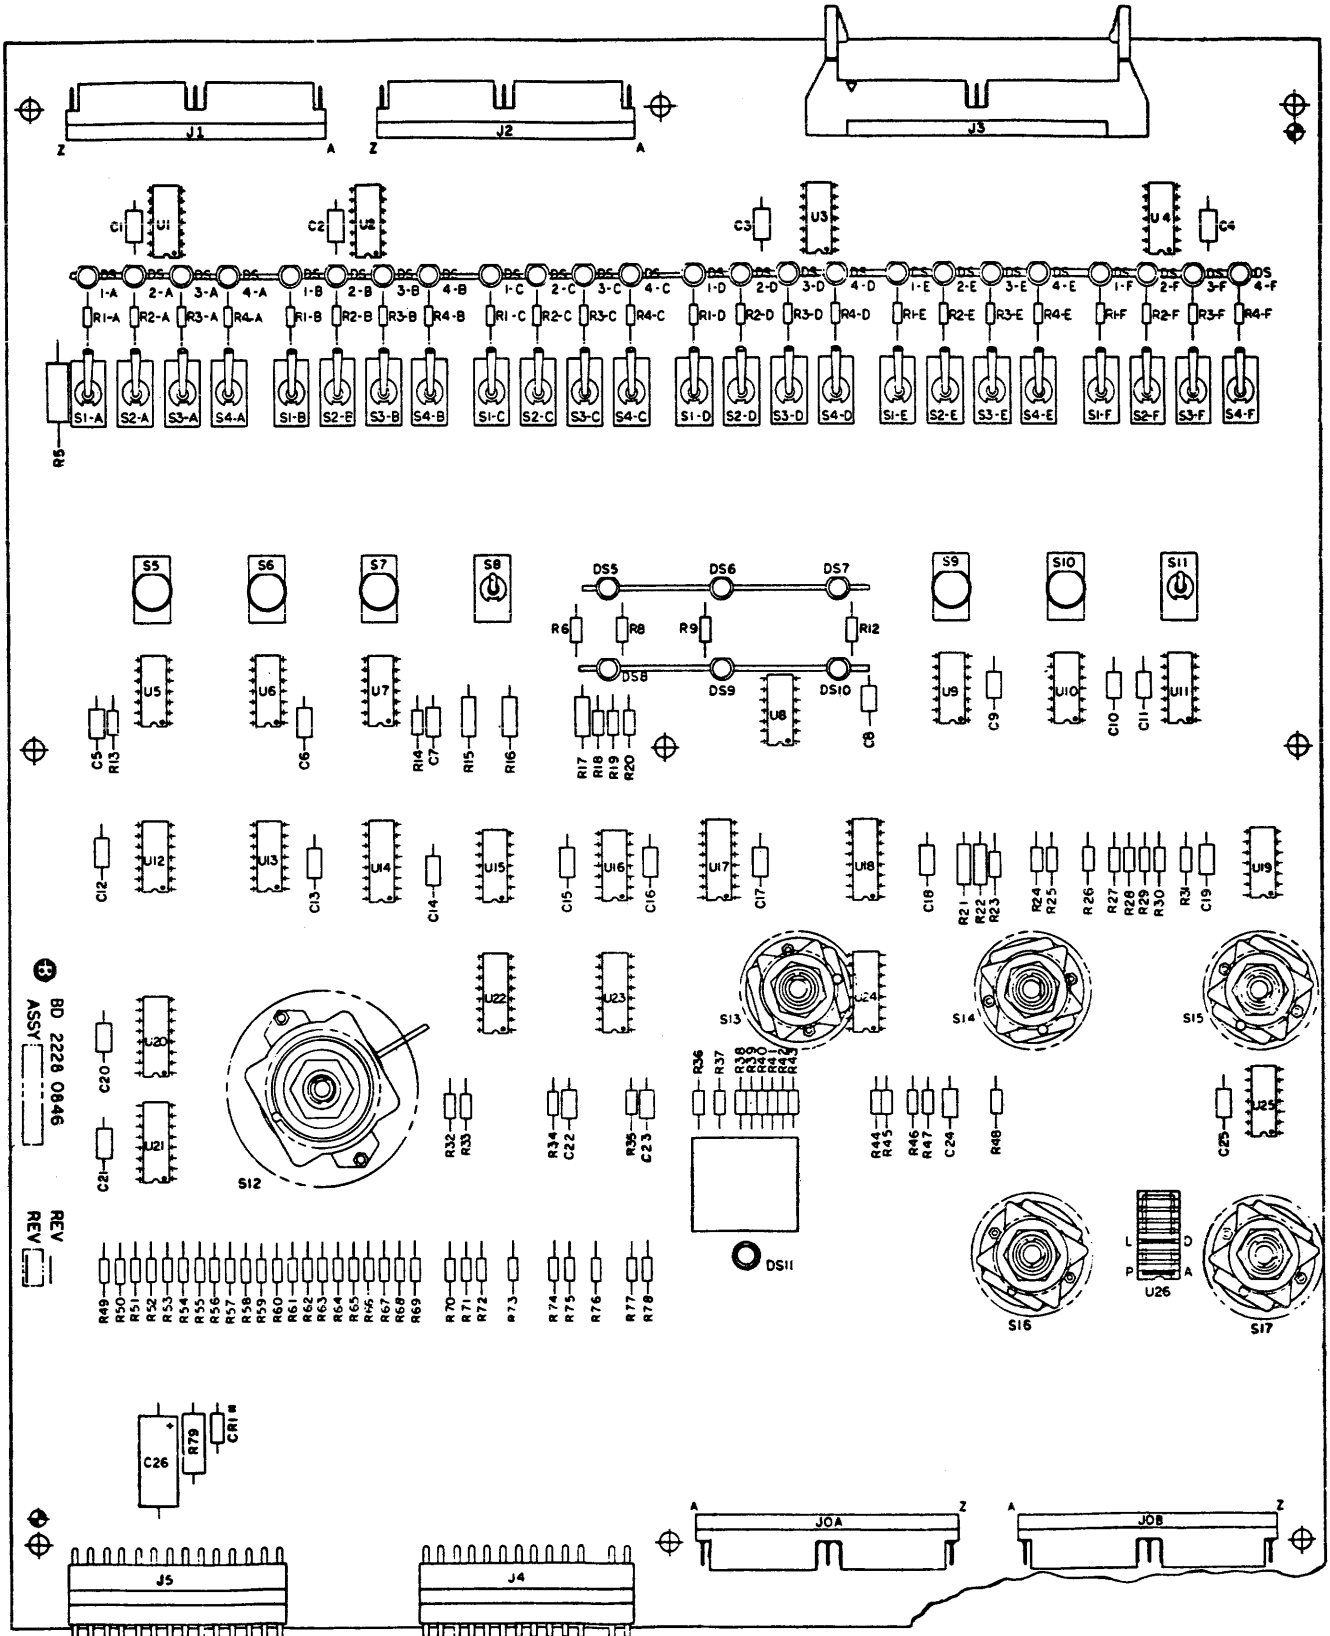 J1 J2 J3
Z A Z A
C1 U1 C2 U2 C3 U3 U4 C4
DS DS DS DS DS DS DS DS DS DS DS DS DS DS DS DS DS DS DS DS DS DS DS DS
1-A 2-A 3-A 4-A 1-B 2-B 3-B 4-B 1-C 2-C 3-C 4-C 1-D 2-D 3-D 4-D 1-E 2-E 3-E 4-E 1-F 2-F 3-F 4-F
R1-A R2-A R3-A R4-A R1-B R2-B R3-B R4-B R1-C R2-C R3-C R4-C R1-D R2-D R3-D R4-D R1-E R2-E R3-E R4-E R1-F R2-F R3-F R4-F
S1-A S2-A S3-A S4-A S1-B S2-B S3-B S4-B S1-C S2-C S3-C S4-C S1-D S2-D S3-D S4-D S1-E S2-E S3-E S4-E S1-F S2-F S3-F S4-F
R5
S5 S6 S7 S8 DS5 DS6 DS7 S9 S10 S11
R6 R8 R9 R12
DS8 DS9 DS10
U5 U6 U7 U8 U9 U10 U11
C5 R13 C6 R14 C7 R15 R16 R17 R18 R19 R20 C8 C9 C10 C11
U12 U13 U14 U15 U16 U17 U18 U19
C12 C13 C14 C15 C16 C17 C18 R21 R22 R23 R24 R25 R26 R27 R28 R29 R30 R31 C19
U22 U23 U24
S13 S14 S15
BD 2228 0846
ASSY
U20
C20
R36 R37 R38 R39 R40 R41 R42 R43
U21 U25
C21 R32 R33 R34 C22 R35 C23 R44 R45 R46 R47 C24 R48 C25
S12
REV
REV
L D
P A
U26
DS11
S16 S17
R49 R50 R51 R52 R53 R54 R55 R56 R57 R58 R59 R60 R61 R62 R63 R64 R65 R66 R67 R68 R69 R70 R71 R72 R73 R74 R75 R76 R77 R78
+
C26 R79 CR1
A Z A Z
J0A J0B
J5 J4